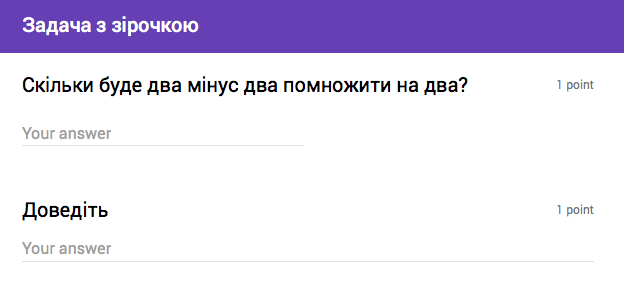 Задача з зірочкою
Скільки буде два мінус два помножити на два?
1 point
Your answer
Доведіть
1 point
Your answer